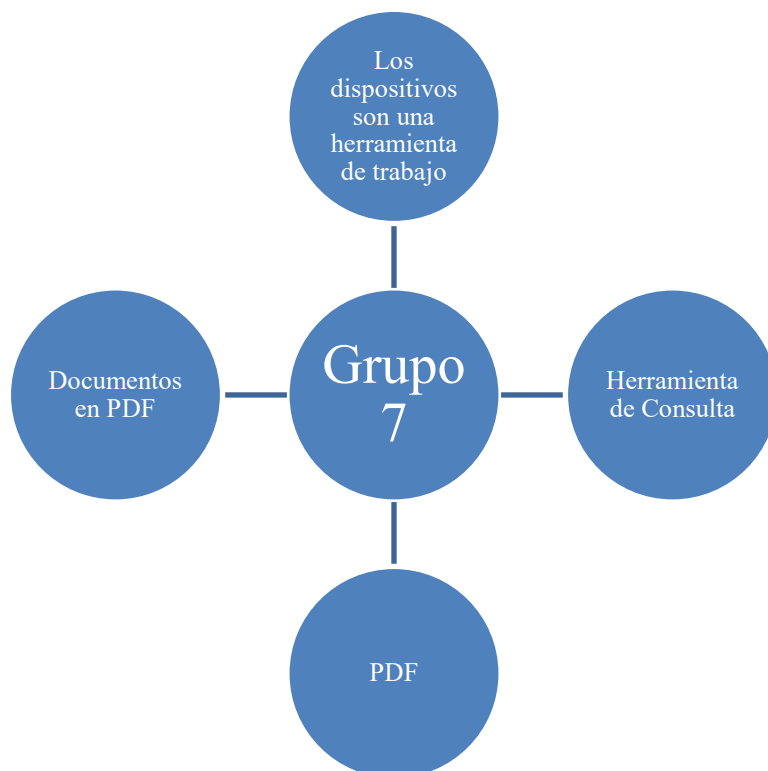 Los
dispositivos
son una
herramienta
de trabajo
Documentos
en PDF
Grupo
7
Herramienta
de Consulta
PDF